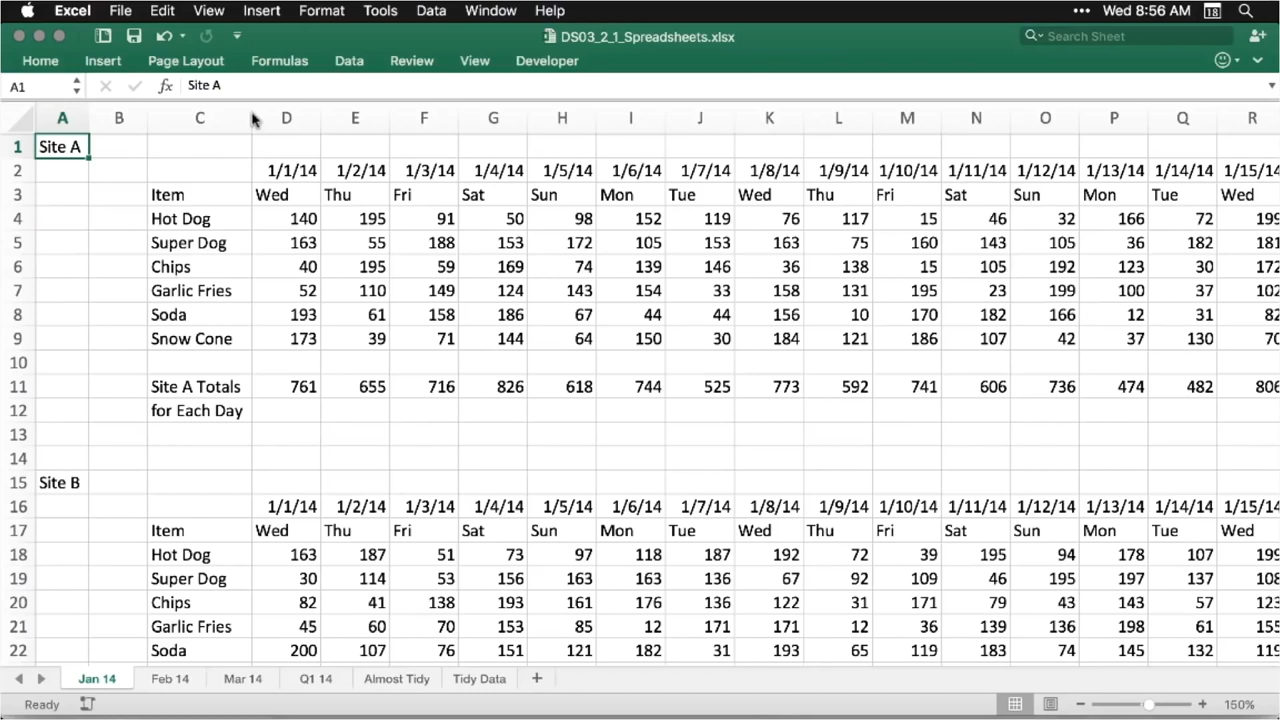 Excel File Edit View Insert Format Tools Data Window Help ••• Wed 8:56 AM 18
DS03_2_1_Spreadsheets.xlsx Search Sheet
Home Insert Page Layout Formulas Data Review View Developer
A1 fx Site A
A B C D E F G H I J K L M N O P Q R
1 Site A
2 1/1/14 1/2/14 1/3/14 1/4/14 1/5/14 1/6/14 1/7/14 1/8/14 1/9/14 1/10/14 1/11/14 1/12/14 1/13/14 1/14/14 1/15/14
3 Item Wed Thu Fri Sat Sun Mon Tue Wed Thu Fri Sat Sun Mon Tue Wed
4 Hot Dog 140 195 91 50 98 152 119 76 117 15 46 32 166 72
5 Super Dog 163 55 188 153 172 105 153 163 75 160 143 105 36 182 181
6 Chips 40 195 59 169 74 139 146 36 138 15 105 192 123 30 172
7 Garlic Fries 52 110 149 124 143 154 33 158 131 195 23 199 100 37 102
8 Soda 193 61 158 186 67 44 44 156 10 170 182 166 12 31 82
9 Snow Cone 173 39 71 144 64 150 30 184 121 186 107 42 37 130 70
10
11 Site A Totals 761 655 716 826 618 744 525 773 592 741 606 736 474 482 806
12 for Each Day
13
14
15 Site B
16 1/1/14 1/2/14 1/3/14 1/4/14 1/5/14 1/6/14 1/7/14 1/8/14 1/9/14 1/10/14 1/11/14 1/12/14 1/13/14 1/14/14 1/15/14
17 Item Wed Thu Fri Sat Sun Mon Tue Wed Thu Fri Sat Sun Mon Tue Wed
18 Hot Dog 163 187 51 73 97 118 187 192 72 39 195 94 178 107
19 Super Dog 30 114 53 156 163 163 136 67 92 109 46 195 197 137 108
20 Chips 82 41 138 193 161 176 136 122 31 171 79 43 143 57 123
21 Garlic Fries 45 60 70 153 85 12 171 171 12 36 139 136 198 61 155
22 Soda 200 107 76 151 121 182 31 193 65 119 183 74 145 132 119
Jan 14 Feb 14 Mar 14 Q1 14 Almost Tidy Tidy Data +
Ready 150%